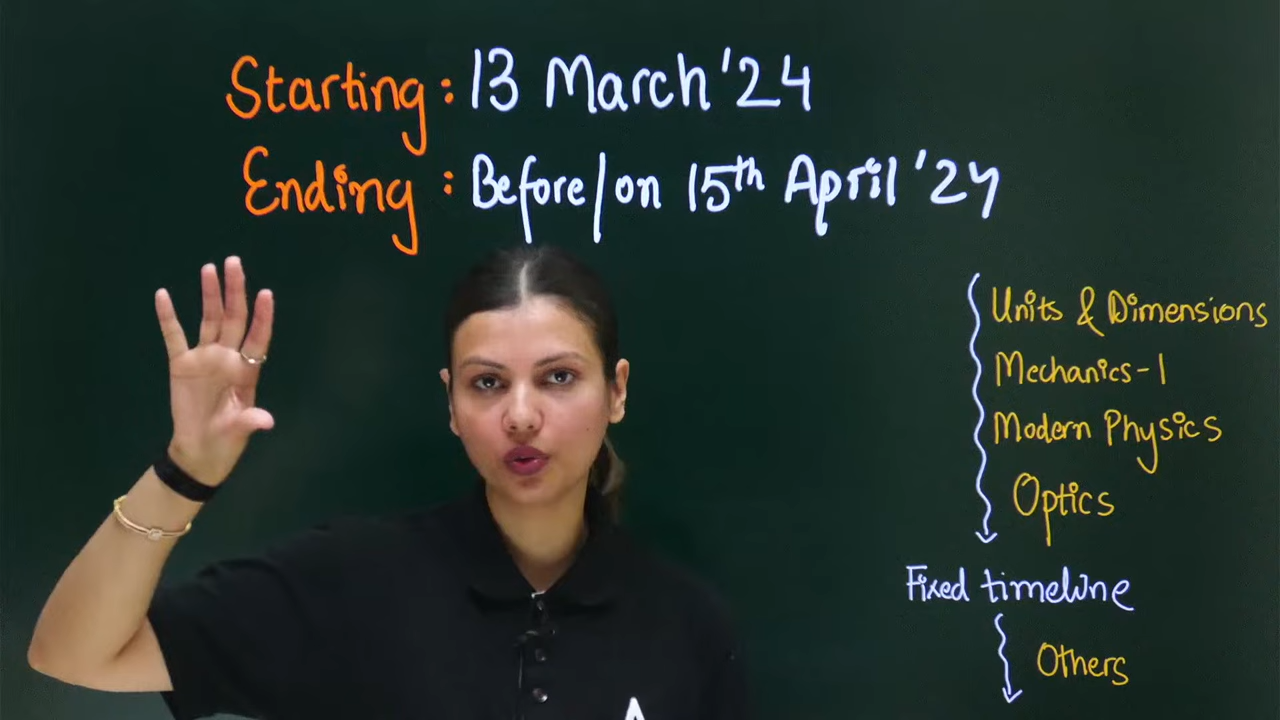 Starting : 13 March '24
Ending : Before/on 15th April '24
Units & Dimensions
Mechanics-1
Modern Physics
Optics
Fixed timeline
Others